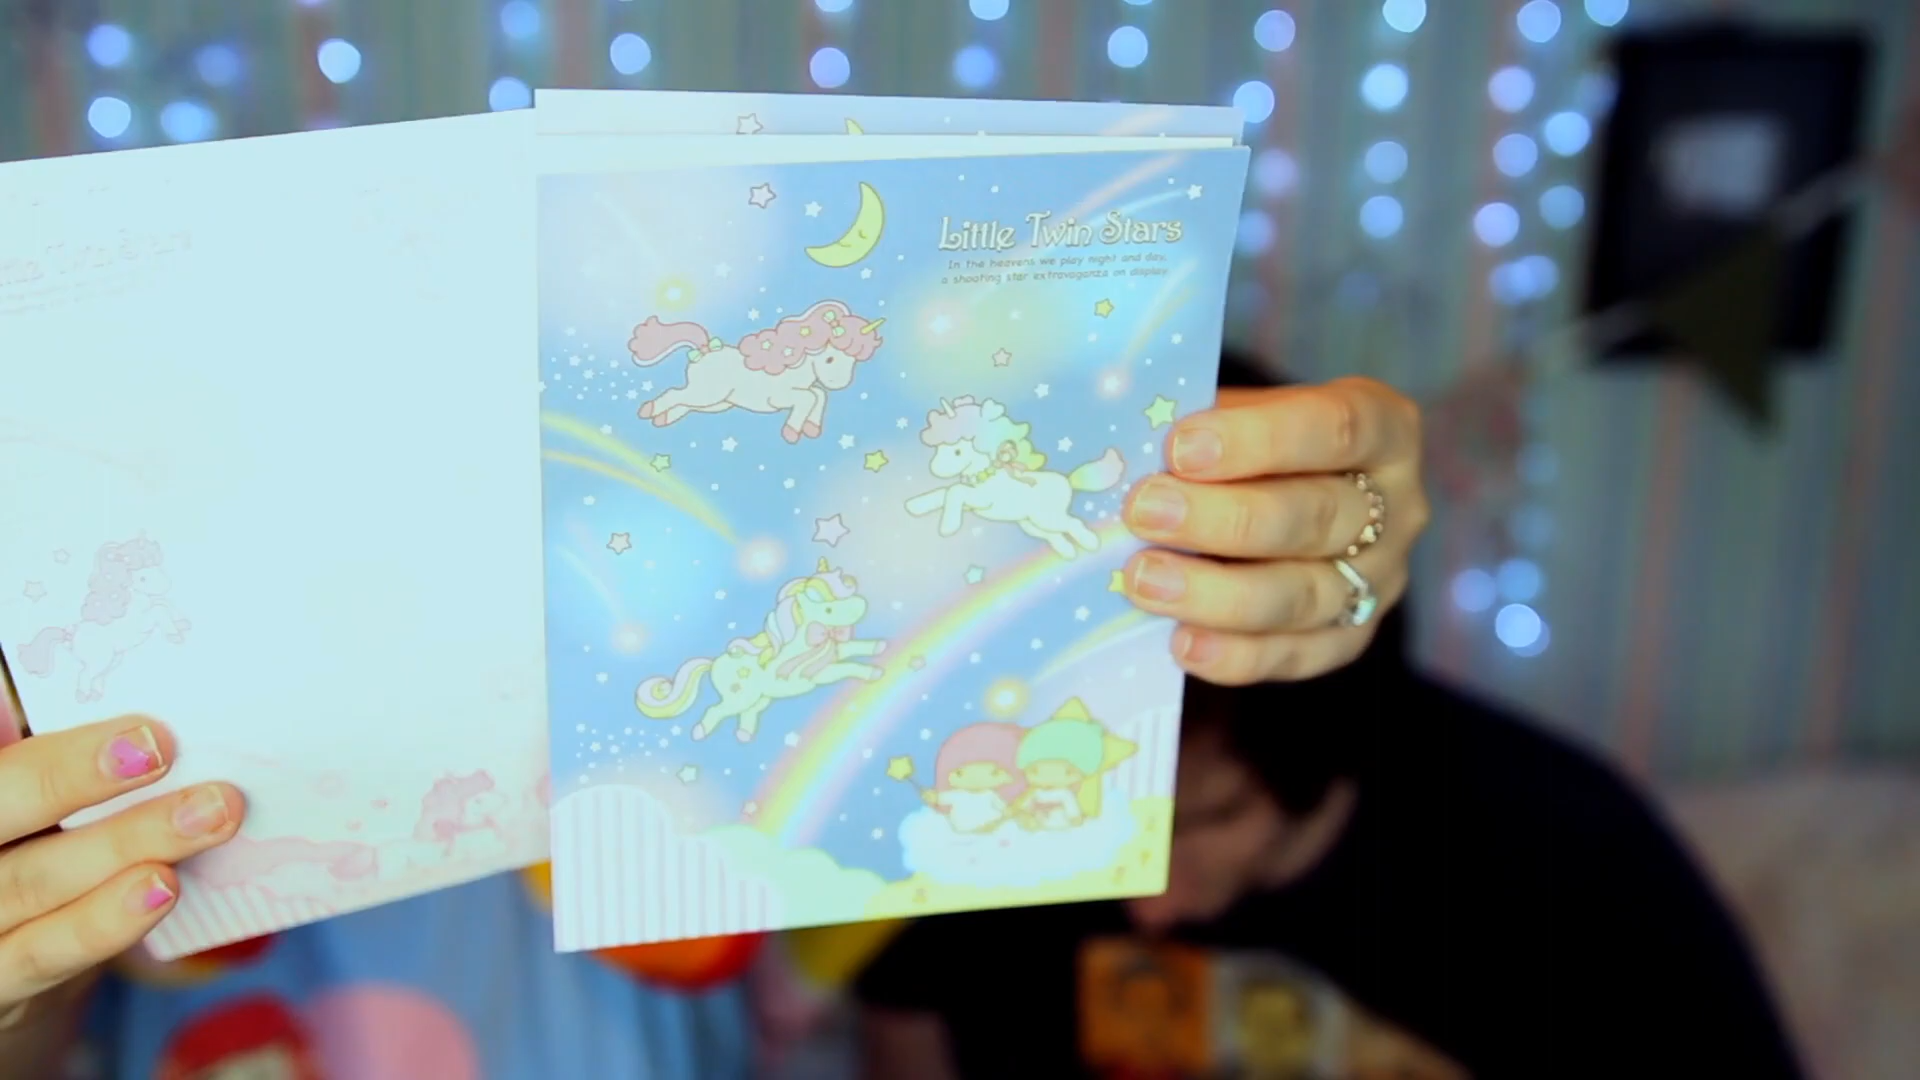 Little Twin Stars
In the heavens we play night and day,
a shooting star extravaganza on display